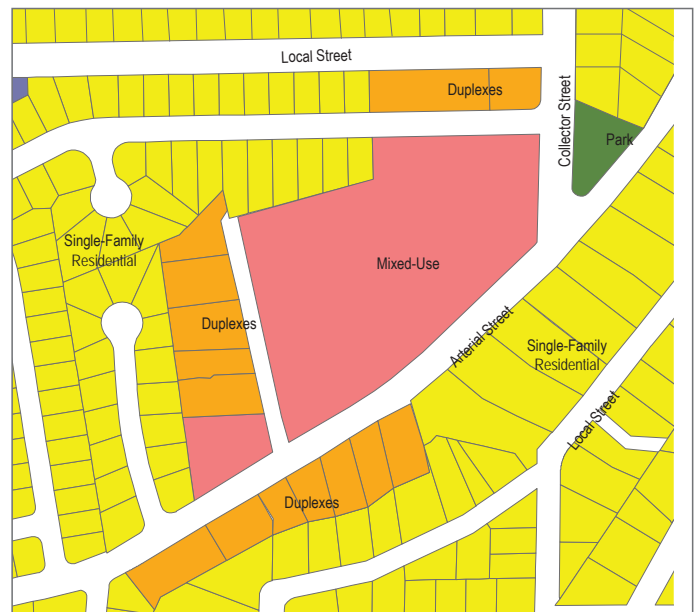 Local Street
Duplexes
Collector Street
Park
Single-Family
Residential
Mixed-Use
Duplexes
Arterial Street
Single-Family
Residential
Local Street
Duplexes